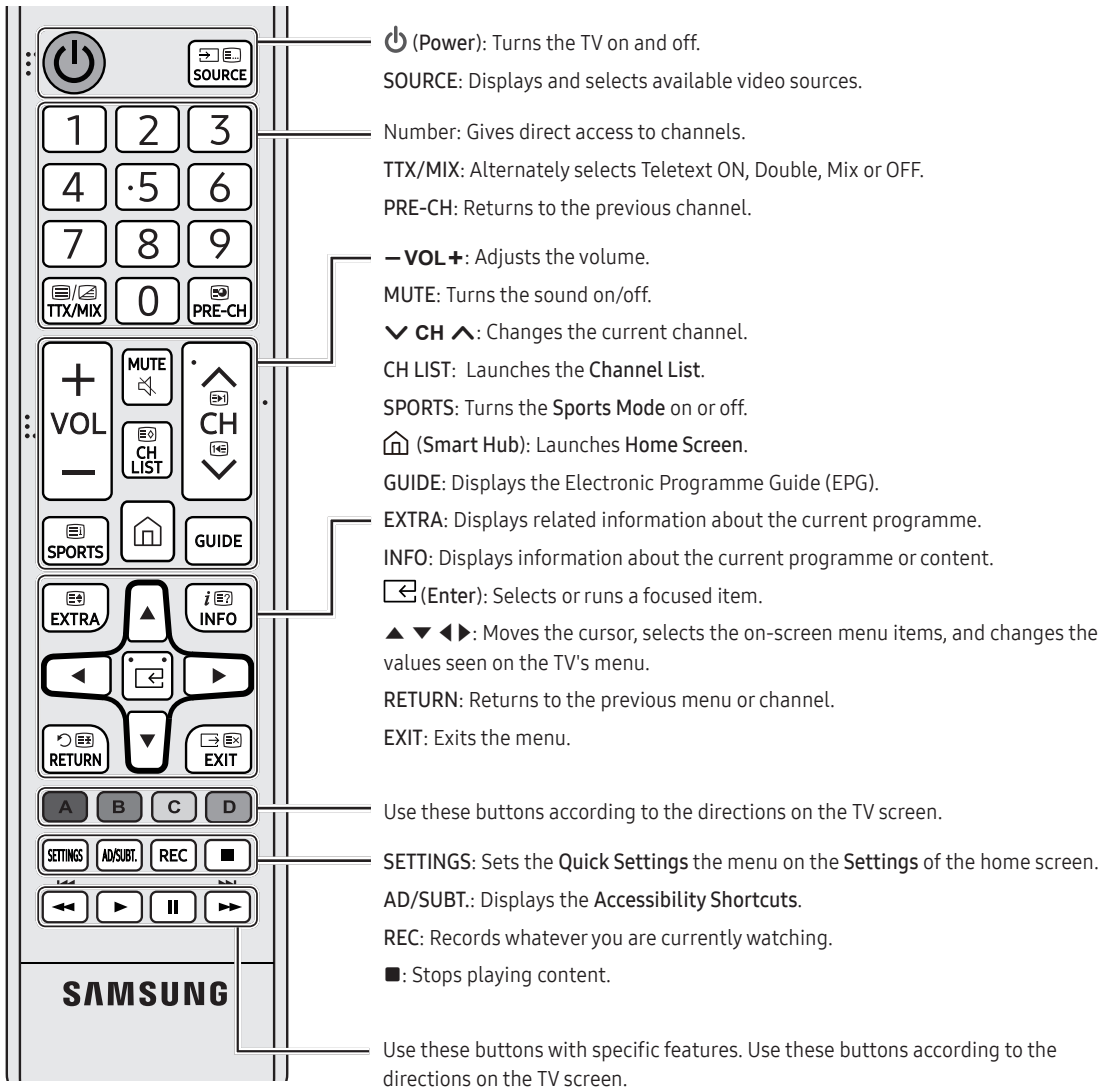 SOURCE
1 2 3
4 ·5 6
7 8 9
TTX/MIX 0 PRE-CH
+ MUTE
VOL CH
CH LIST
−
SPORTS GUIDE
EXTRA i INFO
RETURN EXIT
A B C D
SETTINGS AD/SUBT. REC
SAMSUNG
(Power): Turns the TV on and off.
SOURCE: Displays and selects available video sources.
Number: Gives direct access to channels.
TTX/MIX: Alternately selects Teletext ON, Double, Mix or OFF.
PRE-CH: Returns to the previous channel.
− VOL +: Adjusts the volume.
MUTE: Turns the sound on/off.
CH : Changes the current channel.
CH LIST: Launches the Channel List.
SPORTS: Turns the Sports Mode on or off.
(Smart Hub): Launches Home Screen.
GUIDE: Displays the Electronic Programme Guide (EPG).
EXTRA: Displays related information about the current programme.
INFO: Displays information about the current programme or content.
(Enter): Selects or runs a focused item.
▲ ▼ ◀ ▶: Moves the cursor, selects the on-screen menu items, and changes the
values seen on the TV's menu.
RETURN: Returns to the previous menu or channel.
EXIT: Exits the menu.
Use these buttons according to the directions on the TV screen.
SETTINGS: Sets the Quick Settings the menu on the Settings of the home screen.
AD/SUBT.: Displays the Accessibility Shortcuts.
REC: Records whatever you are currently watching.
■: Stops playing content.
Use these buttons with specific features. Use these buttons according to the
directions on the TV screen.